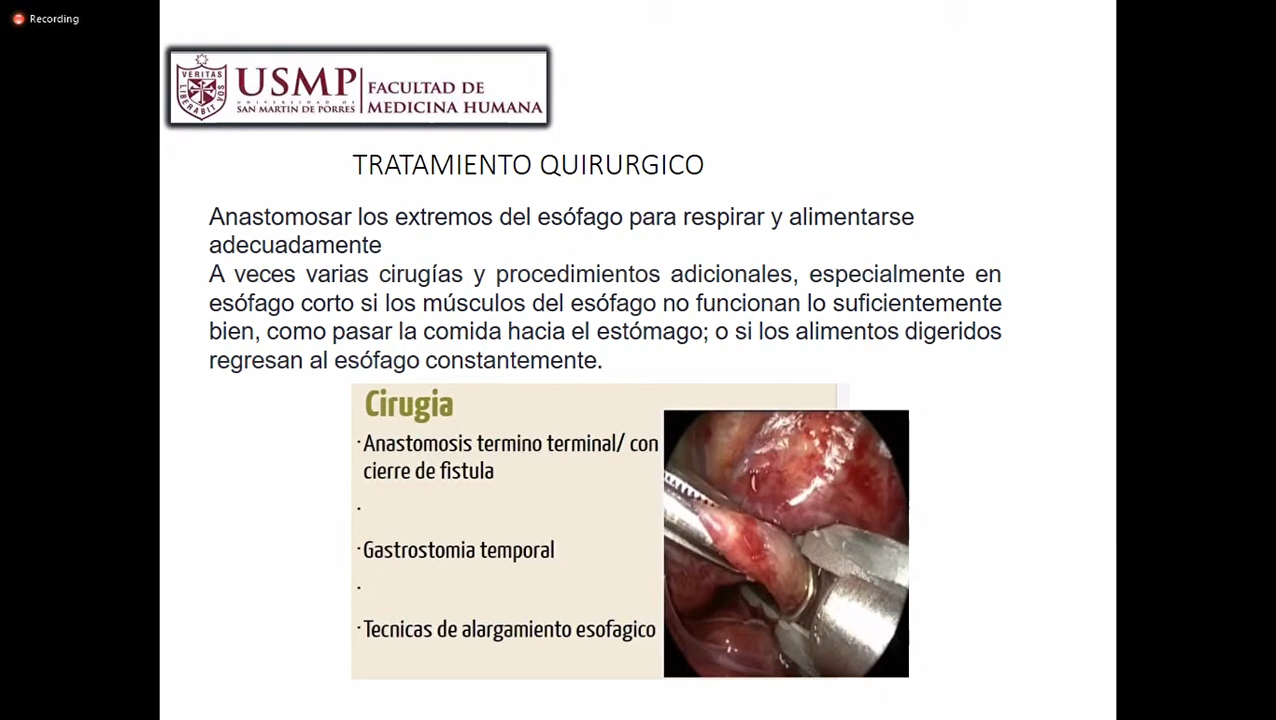 Recording
VERITAS
LIBERABIT VOS
USMP
UNIVERSIDAD DE
SAN MARTIN DE PORRES
FACULTAD DE
MEDICINA HUMANA
TRATAMIENTO QUIRURGICO
Anastomosar los extremos del esófago para respirar y alimentarse
adecuadamente
A veces varias cirugías y procedimientos adicionales, especialmente en
esófago corto si los músculos del esófago no funcionan lo suficientemente
bien, como pasar la comida hacia el estómago; o si los alimentos digeridos
regresan al esófago constantemente.
Cirugia
· Anastomosis termino terminal/ con
cierre de fistula
·
· Gastrostomia temporal
·
· Tecnicas de alargamiento esofagico